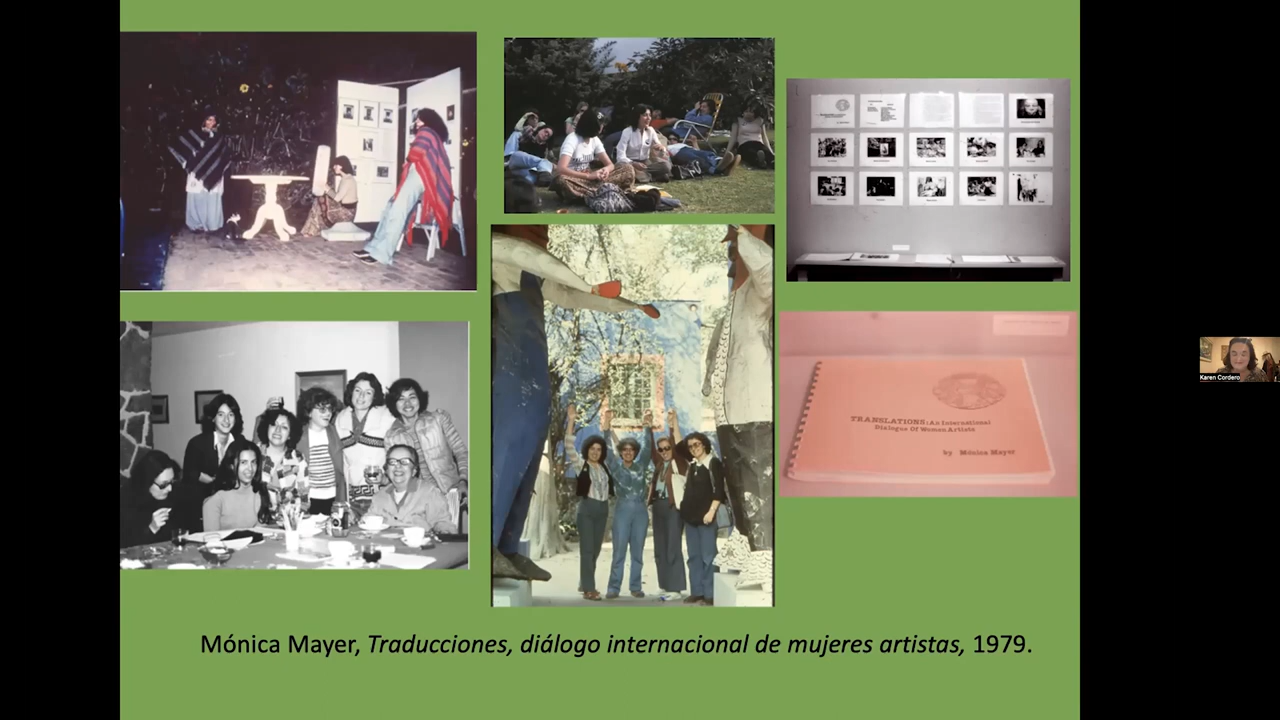 TRANSLATIONS: An International
Dialogue Of Women Artists
by Mónica Mayer
Karen Cordero
Mónica Mayer, Traducciones, diálogo internacional de mujeres artistas, 1979.